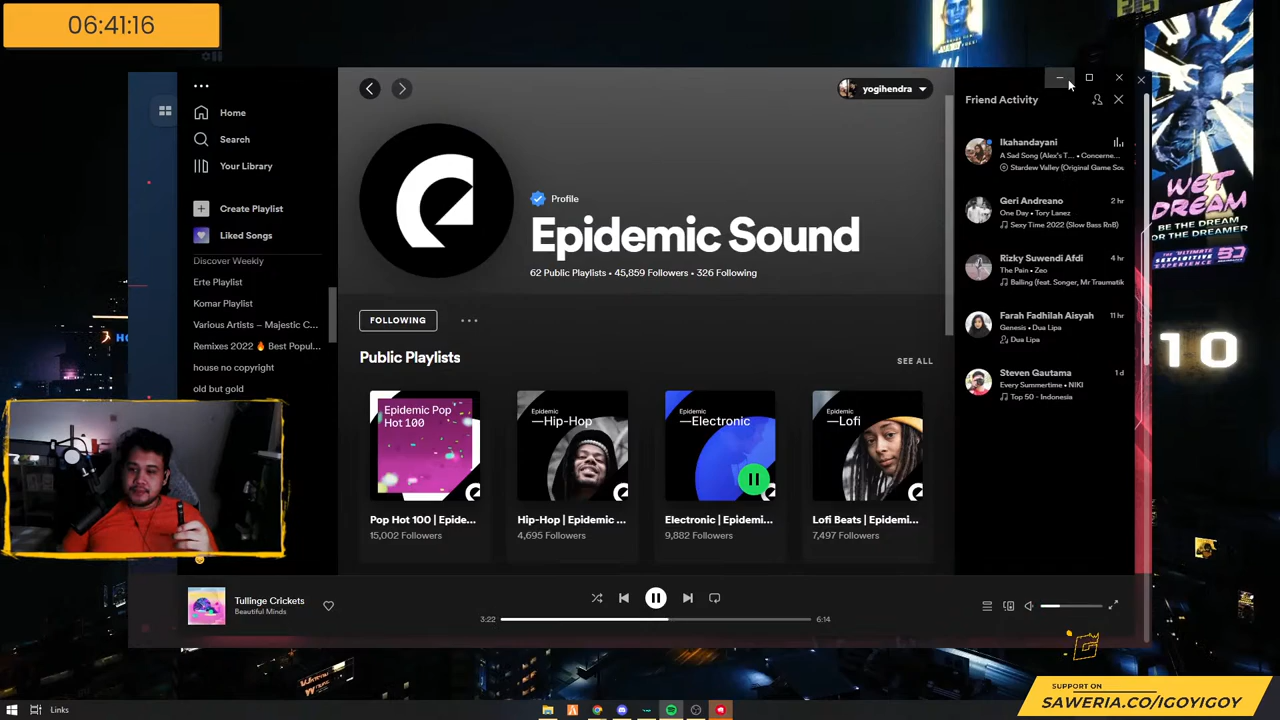 06:41:16
Home
Search
Your Library
Create Playlist
Liked Songs
Discover Weekly
Erte Playlist
Komar Playlist
Various Artists – Majestic C...
Remixes 2022 🔥 Best Popul...
house no copyright
old but gold
yogihendra
Profile
Epidemic Sound
62 Public Playlists • 45,859 Followers • 326 Following
FOLLOWING
Public Playlists
SEE ALL
Epidemic Pop
Hot 100
Pop Hot 100 | Epide...
15,002 Followers
Epidemic
—Hip-Hop
Hip-Hop | Epidemic ...
4,695 Followers
Epidemic
—Electronic
Electronic | Epidemi...
9,882 Followers
Epidemic
—Lofi
Lofi Beats | Epidemi...
7,497 Followers
Friend Activity
Ikahandayani
A Sad Song (Alex's T... • Concerne...
Stardew Valley (Original Game Sou
Geri Andreano 2 hr
One Day • Tory Lanez
Sexy Time 2022 (Slow Bass RnB)
Rizky Suwendi Afdi 4 hr
The Pain • Zeo
Balling (feat. Songer, Mr Traumatik
Farah Fadhilah Aisyah 11 hr
Genesis • Dua Lipa
Dua Lipa
Steven Gautama 1 d
Every Summertime • NIKI
Top 50 - Indonesia
WET
DREAM
BE THE DREAM
OR THE DREAMER
10
Tullinge Crickets
Beautiful Minds
3:22
6:14
Links
SUPPORT ON
SAWERIA.CO/IGOYIGOY